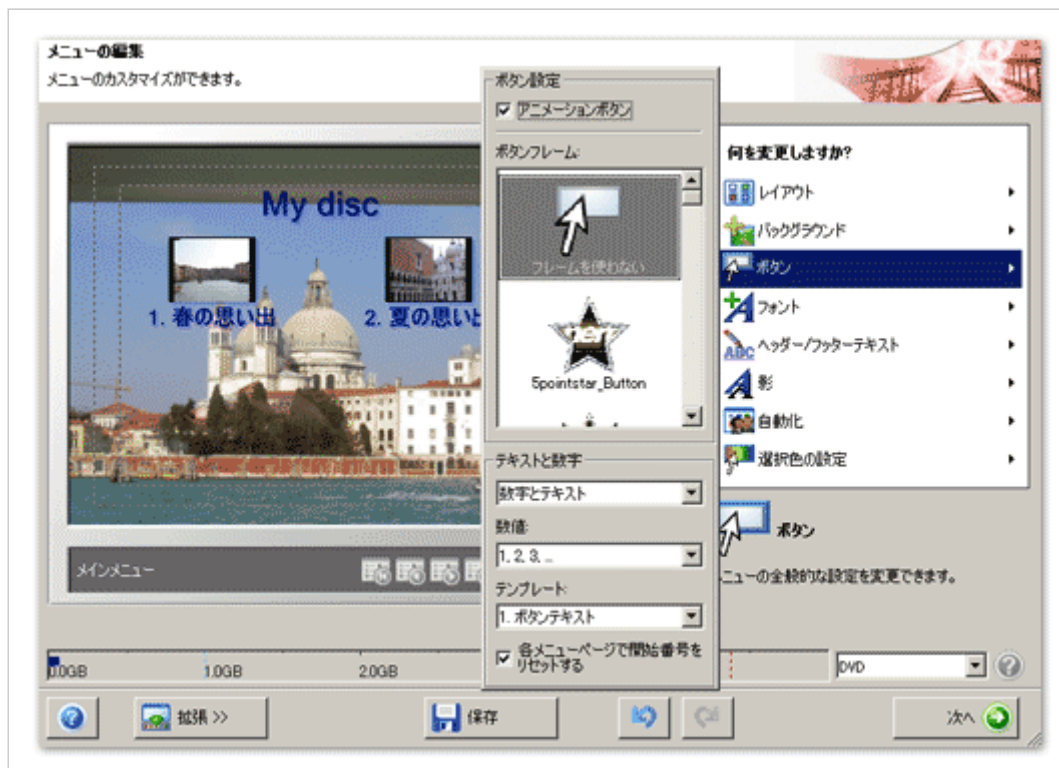 メニューの編集
メニューのカスタマイズができます。
My disc
1. 春の思い出
2. 夏の思い
メインメニュー
ボタン設定
アニメーションボタン
ボタンフレーム:
フレームを使わない
5pointstar_Button
テキストと数字
数字とテキスト
数値:
1, 2, 3, ...
テンプレート:
1. ボタンテキスト
各メニューページで開始番号を
リセットする
何を変更しますか?
レイアウト
バックグラウンド
ボタン
フォント
ABC
ヘッダー/フッターテキスト
影
自動化
選択色の設定
ボタン
ニューの全般的な設定を変更できます。
0.0GB
1.0GB
2.0GB
DVD
拡張 >>
保存
次へ